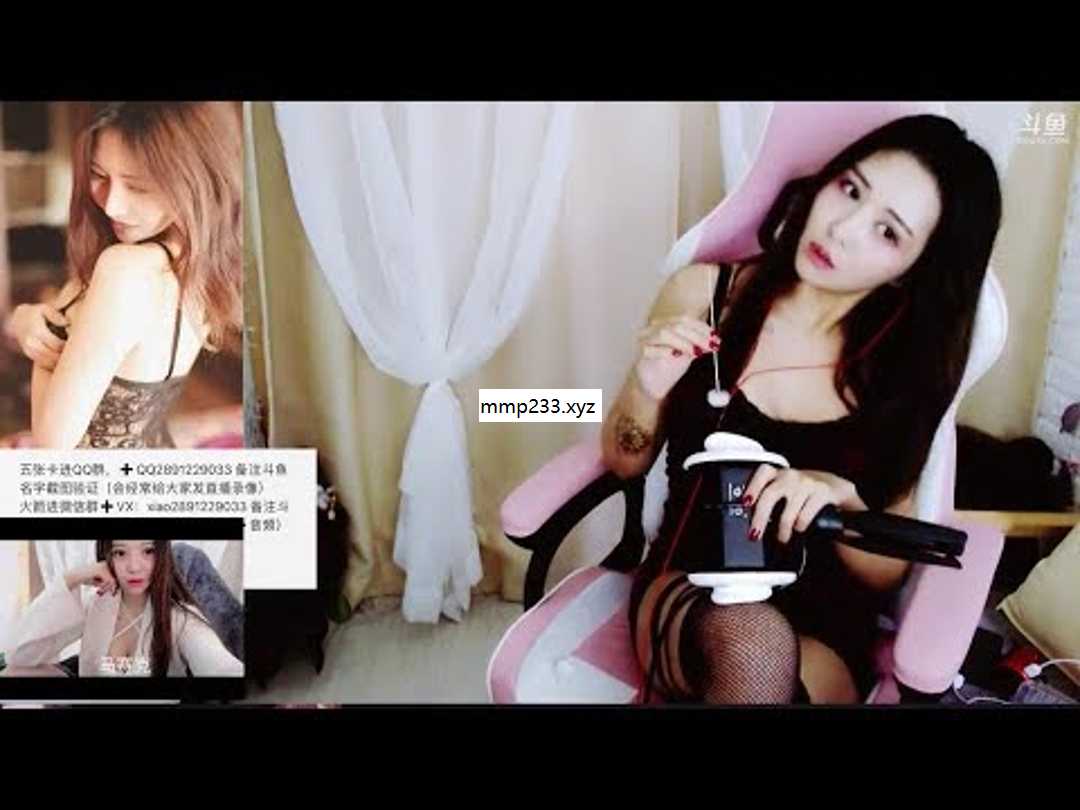 斗鱼
mmp233.xyz
五张卡进QQ群，➕QQ2891229033 备注斗鱼
名字截图验证（会经常给大家发直播录像）
火箭进微信群➕VX：xiao2891229033 备注斗
音频）